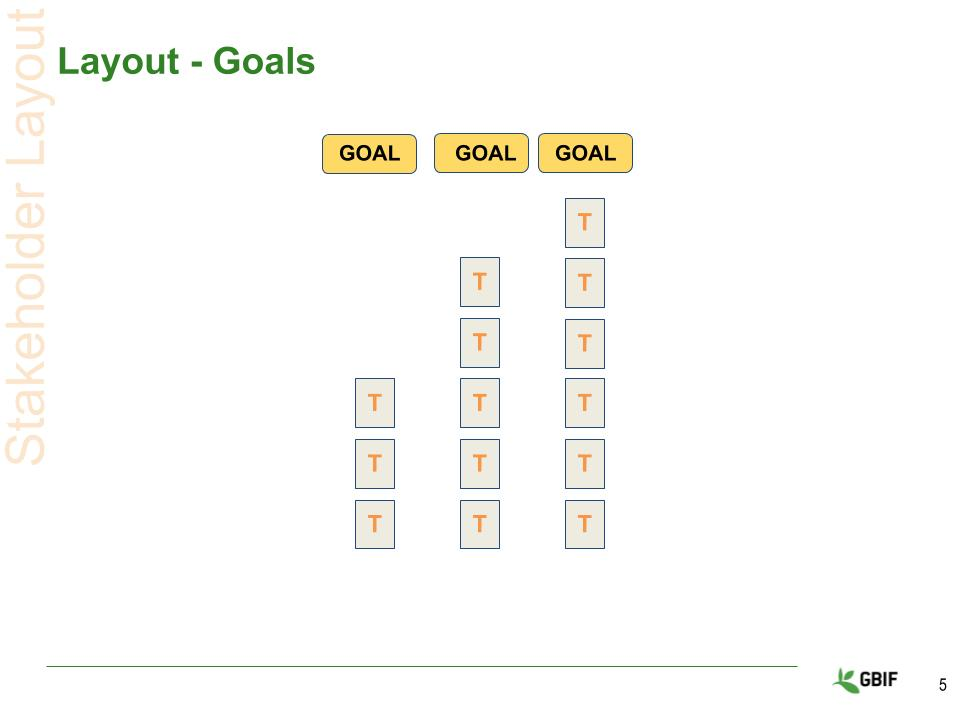 Stakeholder Layout
Layout - Goals
GOAL GOAL GOAL
T
T T
T T
T T T
T T T
T T T
GBIF
5